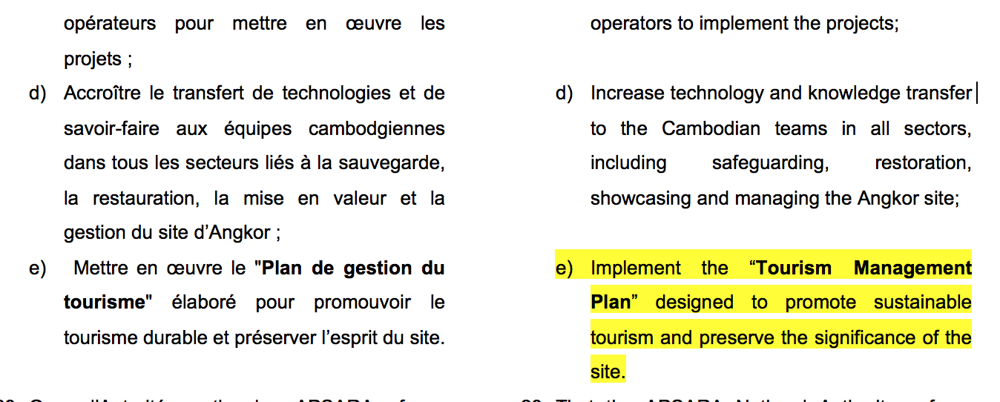 opérateurs pour mettre en œuvre les
projets ;
d) Accroître le transfert de technologies et de
savoir-faire aux équipes cambodgiennes
dans tous les secteurs liés à la sauvegarde,
la restauration, la mise en valeur et la
gestion du site d’Angkor ;
e) Mettre en œuvre le "Plan de gestion du
tourisme" élaboré pour promouvoir le
tourisme durable et préserver l’esprit du site.
operators to implement the projects;
d) Increase technology and knowledge transfer
to the Cambodian teams in all sectors,
including safeguarding, restoration,
showcasing and managing the Angkor site;
e) Implement the “Tourism Management
Plan” designed to promote sustainable
tourism and preserve the significance of the
site.